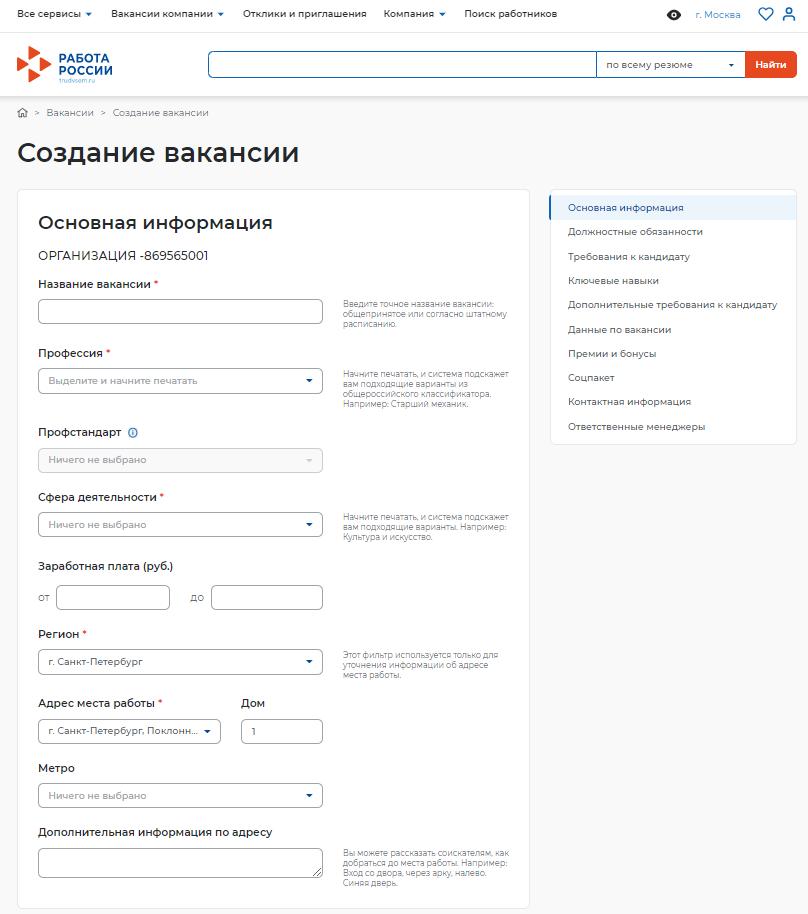 Все сервисы Вакансии компании Отклики и приглашения Компания Поиск работников г. Москва
РАБОТА
РОССИИ
trudvsem.ru
по всему резюме Найти
> Вакансии > Создание вакансии
Создание вакансии
Основная информация
ОРГАНИЗАЦИЯ -869565001
Название вакансии *
Введите точное название вакансии:
общепринятое или согласно штатному
расписанию.
Профессия *
Выделите и начните печатать
Начните печатать, и система подскажет
вам подходящие варианты из
общероссийского классификатора.
Например: Старший механик.
Профстандарт
Ничего не выбрано
Сфера деятельности *
Ничего не выбрано
Начните печатать, и система подскажет
вам подходящие варианты. Например:
Культура и искусство.
Заработная плата (руб.)
от до
Регион *
г. Санкт-Петербург
Этот фильтр используется только для
уточнения информации об адресе
места работы.
Адрес места работы * Дом
г. Санкт-Петербург, Поклонн... 1
Метро
Ничего не выбрано
Дополнительная информация по адресу
Вы можете рассказать соискателям, как
добраться до места работы. Например:
Вход со двора, через арку, налево.
Синяя дверь.
Основная информация
Должностные обязанности
Требования к кандидату
Ключевые навыки
Дополнительные требования к кандидату
Данные по вакансии
Премии и бонусы
Соцпакет
Контактная информация
Ответственные менеджеры